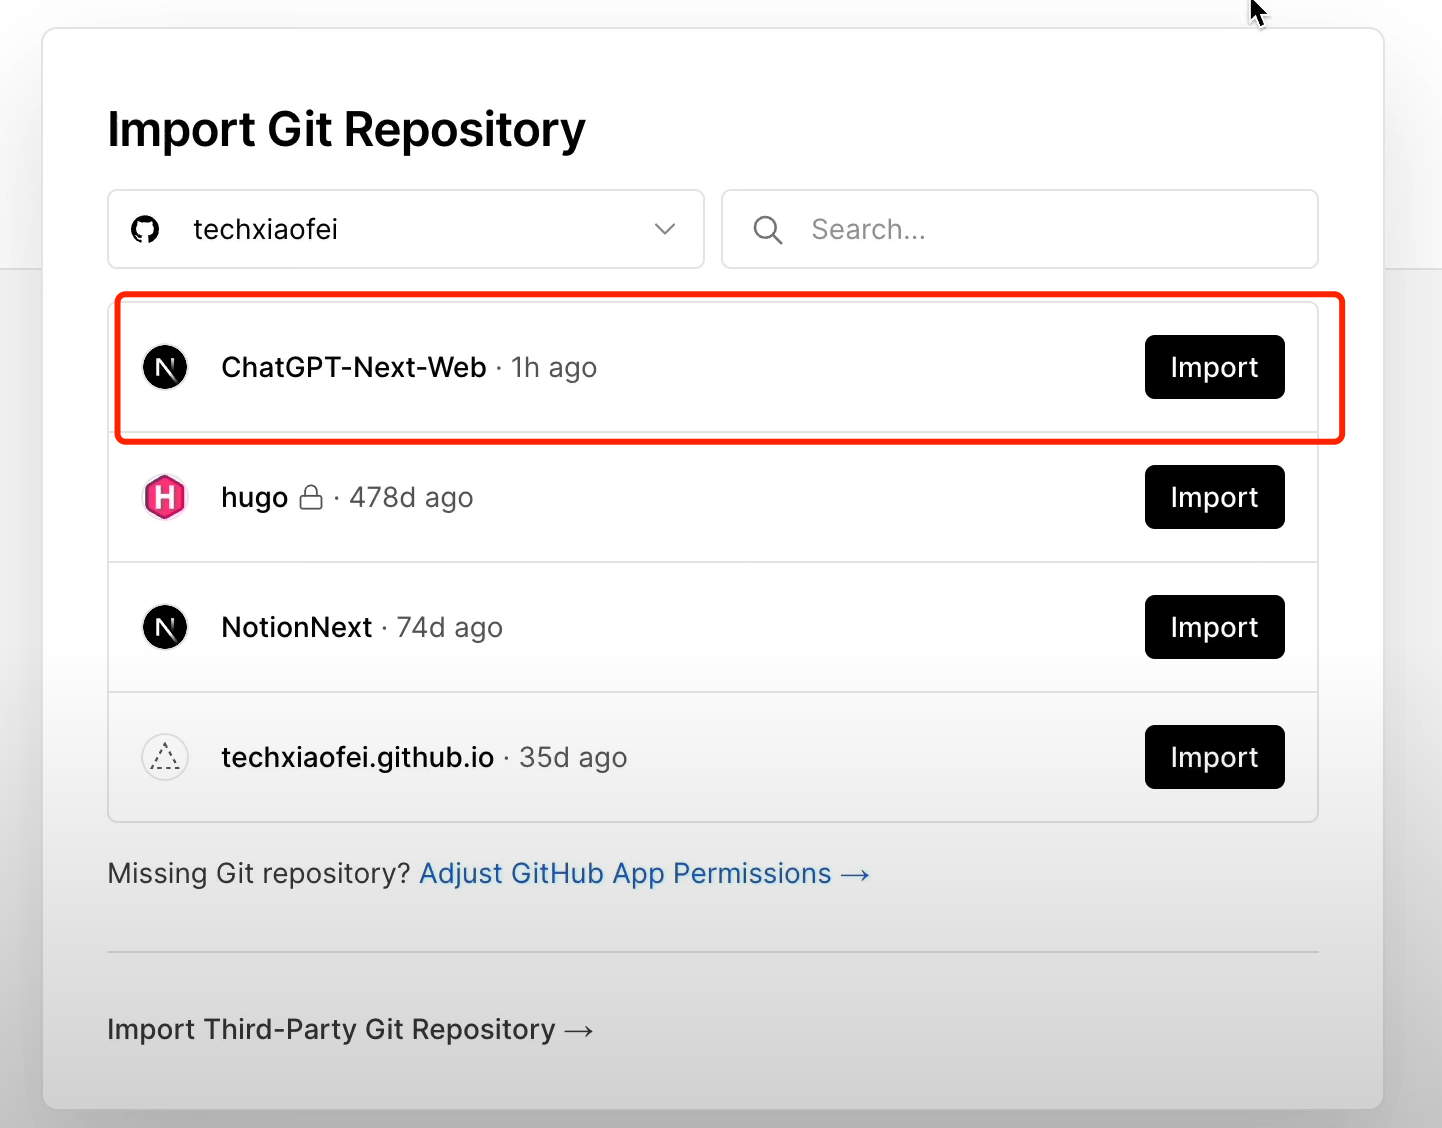 Import Git Repository
techxiaofei
Search...
ChatGPT-Next-Web · 1h ago
Import
hugo · 478d ago
Import
NotionNext · 74d ago
Import
techxiaofei.github.io · 35d ago
Import
Missing Git repository? Adjust GitHub App Permissions →
Import Third-Party Git Repository →